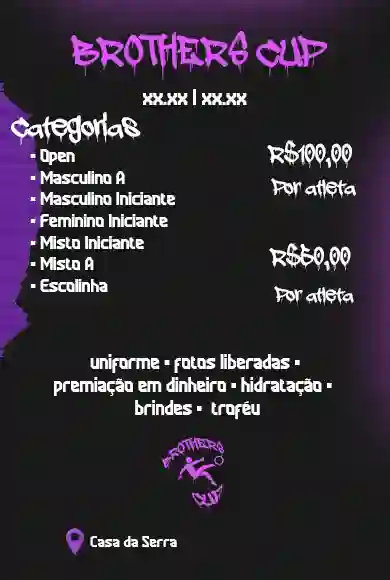 BROTHERS CUP
xx.xx | xx.xx
Categorias
▪ Open
▪ Masculino A
▪ Masculino Iniciante
▪ Feminino Iniciante
▪ Misto Iniciante
▪ Misto A
▪ Escolinha
R$100,00
Por atleta
R$50,00
Por atleta
uniforme ▪ fotos liberadas ▪
premiação em dinheiro ▪ hidratação ▪
brindes ▪ troféu
BROTHERS
CUP
Casa da Serra